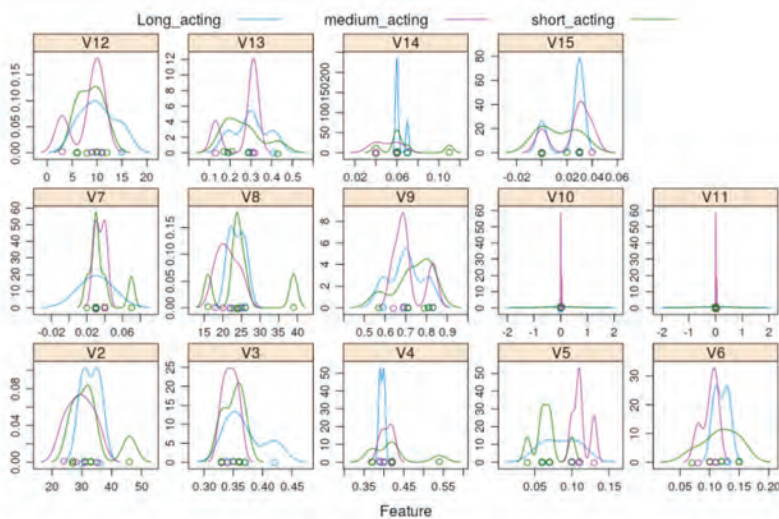 Long_acting medium_acting short_acting
V12 V13 V14 V15
0.00 0.05 0.10 0.15
0 2 4 6 8 10 12
0 50 100 150 200
0 20 40 60 80
0 5 10 15 20
0.0 0.1 0.2 0.3 0.4 0.5
0.02 0.06 0.10
-0.02 0.020.04 0.06
V7 V8 V9 V10 V11
0 10 20 30 40 50 60
0.00 0.05 0.10 0.15
0 2 4 6 8
0 10 20 30 40 50 60
0 10 20 30 40 50 60
-0.02 0.02 0.06
15 20 25 30 35 40
0.5 0.6 0.7 0.8 0.9
-2 -1 0 1 2
-2 -1 0 1 2
V2 V3 V4 V5 V6
0.00 0.04 0.08
0 5 10 15 20 25
0 10 20 30 40 50
0 10 20 30 40 50
0 10 20 30
20 30 40 50
0.30 0.35 0.40 0.45
0.35 0.45 0.55
0.05 0.10 0.15
0.05 0.10 0.15 0.20
Feature